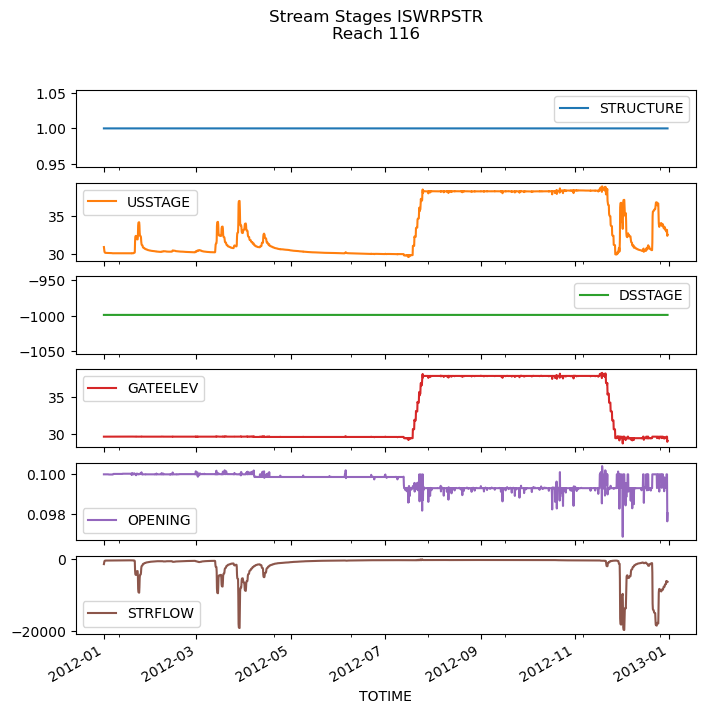 Stream Stages ISWRPSTR
Reach 116
1.05
STRUCTURE
1.00
0.95
USSTAGE
35
30
−950
DSSTAGE
−1000
−1050
GATEELEV
35
30
0.100
0.098
OPENING
0
STRFLOW
−20000
2012-01 2012-03 2012-05 2012-07 2012-09 2012-11 2013-01
TOTIME